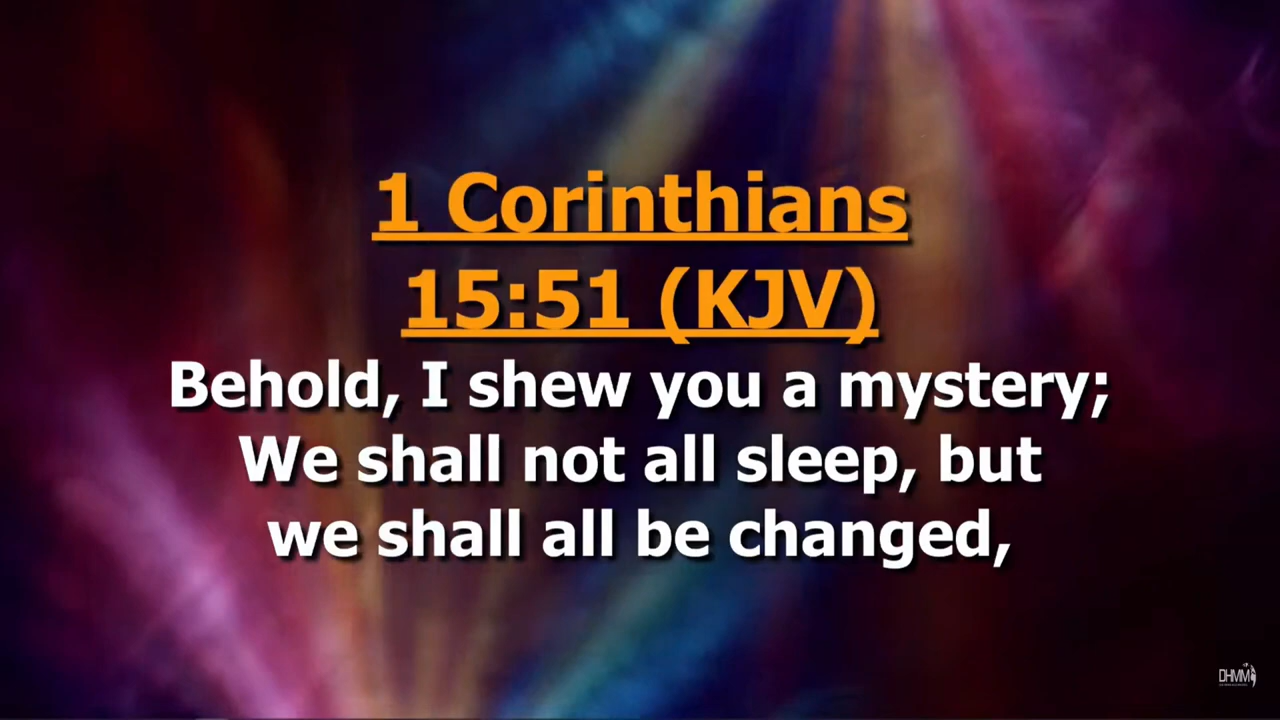 1 Corinthians
15:51 (KJV)
Behold, I shew you a mystery;
We shall not all sleep, but
we shall all be changed,
DHMM